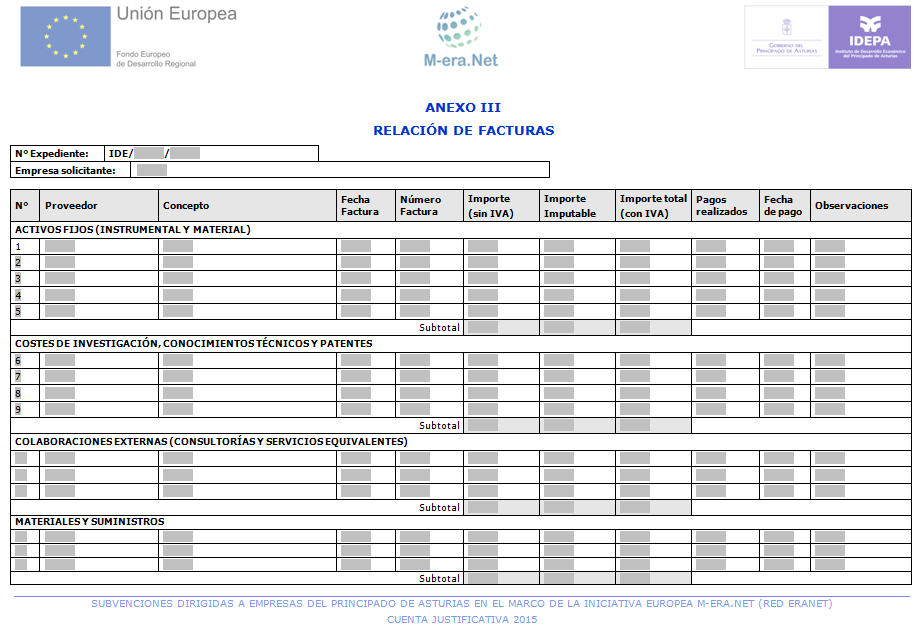 Unión Europea
Fondo Europeo
de Desarrollo Regional
M-era.Net
GOBIERNO DEL
PRINCIPADO DE ASTURIAS
IDEPA
Instituto de Desarrollo Económico
del Principado de Asturias
ANEXO III
RELACIÓN DE FACTURAS
Nº Expediente: IDE/ /
Empresa solicitante:
Nº Proveedor Concepto Fecha Factura Número Factura Importe (sin IVA) Importe Imputable Importe total (con IVA) Pagos realizados Fecha de pago Observaciones
ACTIVOS FIJOS (INSTRUMENTAL Y MATERIAL)
1
2
3
4
5
Subtotal
COSTES DE INVESTIGACIÓN, CONOCIMIENTOS TÉCNICOS Y PATENTES
6
7
8
9
Subtotal
COLABORACIONES EXTERNAS (CONSULTORÍAS Y SERVICIOS EQUIVALENTES)
Subtotal
MATERIALES Y SUMINISTROS
Subtotal
SUBVENCIONES DIRIGIDAS A EMPRESAS DEL PRINCIPADO DE ASTURIAS EN EL MARCO DE LA INICIATIVA EUROPEA M-ERA.NET (RED ERANET)
CUENTA JUSTIFICATIVA 2015